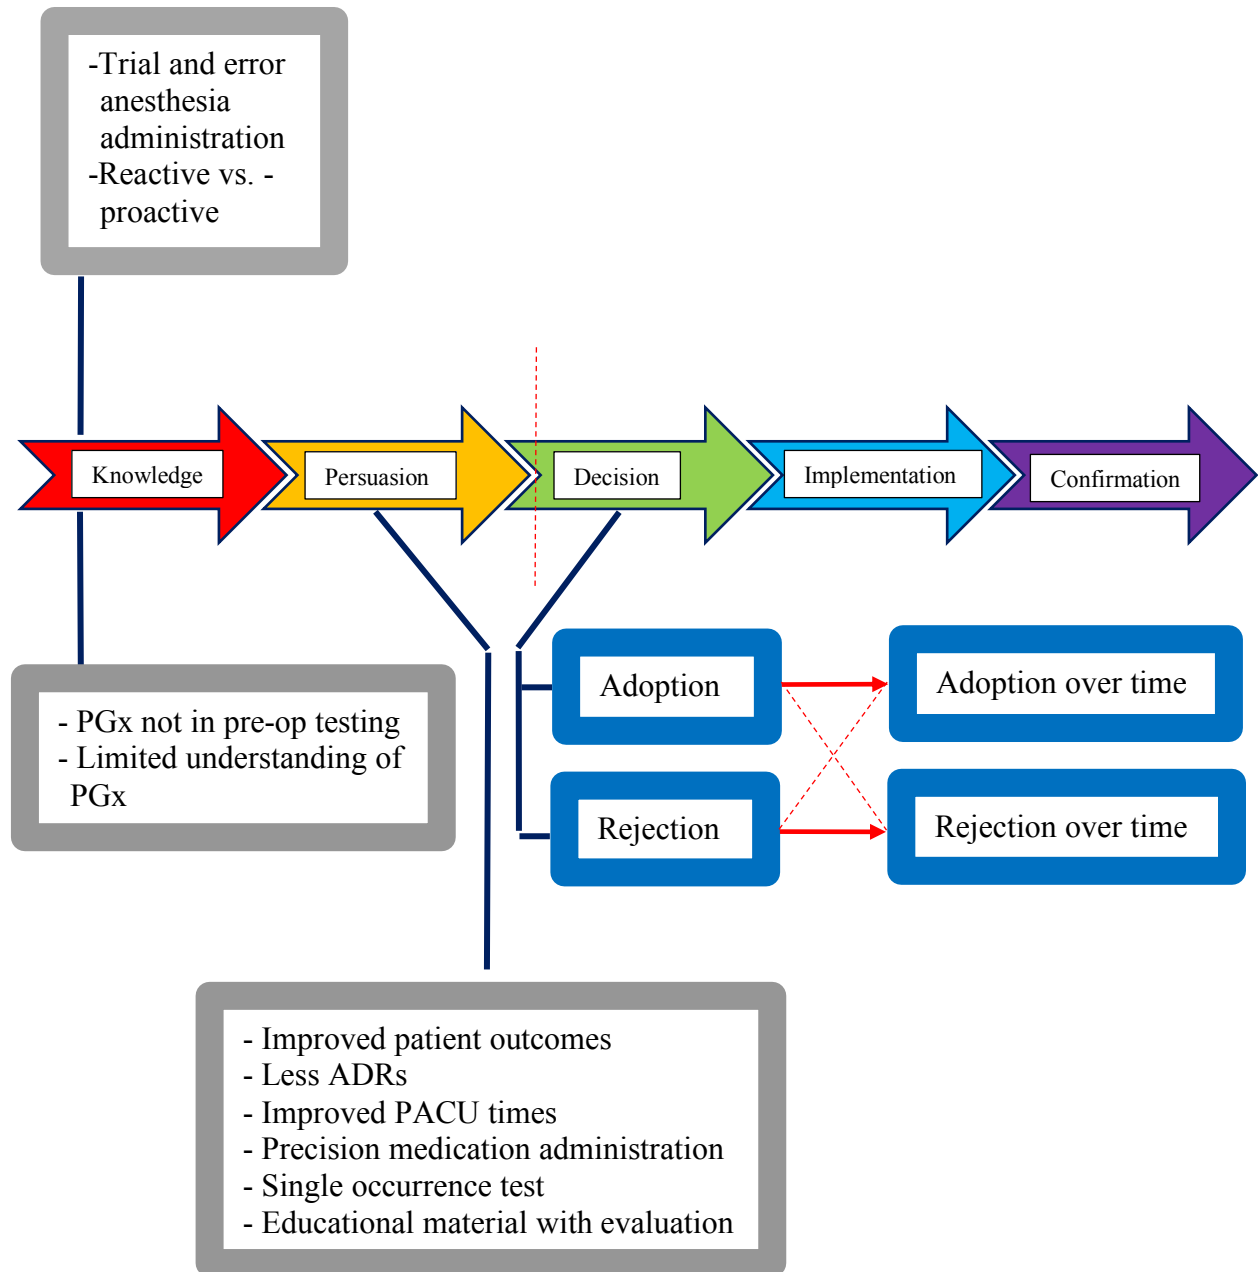 -Trial and error
anesthesia
administration
-Reactive vs. -
proactive
Knowledge
Persuasion
Decision
Implementation
Confirmation
- PGx not in pre-op testing
- Limited understanding of
PGx
Adoption
Adoption over time
Rejection
Rejection over time
- Improved patient outcomes
- Less ADRs
- Improved PACU times
- Precision medication administration
- Single occurrence test
- Educational material with evaluation